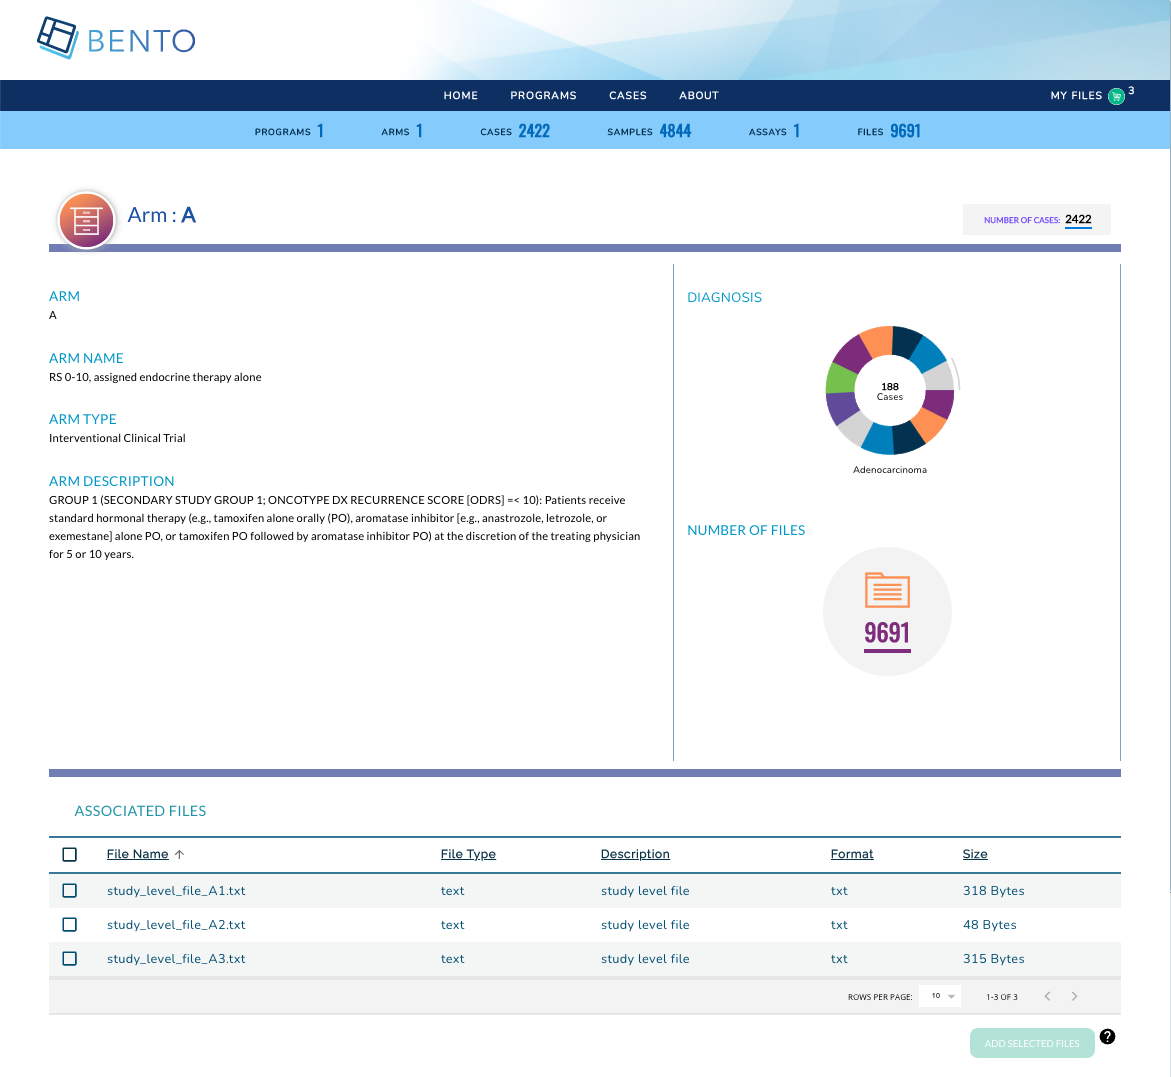 BENTO
HOME PROGRAMS CASES ABOUT MY FILES 3
PROGRAMS 1 ARMS 1 CASES 2422 SAMPLES 4844 ASSAYS 1 FILES 9691
Arm : A
NUMBER OF CASES: 2422
ARM
A
ARM NAME
RS 0-10, assigned endocrine therapy alone
ARM TYPE
Interventional Clinical Trial
ARM DESCRIPTION
GROUP 1 (SECONDARY STUDY GROUP 1; ONCOTYPE DX RECURRENCE SCORE [ODRS] =< 10): Patients receive
standard hormonal therapy (e.g., tamoxifen alone orally (PO), aromatase inhibitor [e.g., anastrozole, letrozole, or
exemestane] alone PO, or tamoxifen PO followed by aromatase inhibitor PO) at the discretion of the treating physician
for 5 or 10 years.
DIAGNOSIS
188
Cases
Adenocarcinoma
NUMBER OF FILES
9691
ASSOCIATED FILES
File Name File Type Description Format Size
study_level_file_A1.txt text study level file txt 318 Bytes
study_level_file_A2.txt text study level file txt 48 Bytes
study_level_file_A3.txt text study level file txt 315 Bytes
ROWS PER PAGE: 10 1-3 OF 3
ADD SELECTED FILES ?